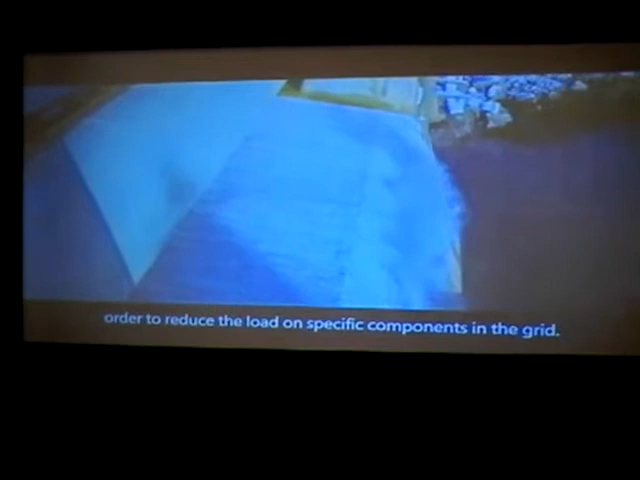 order to reduce the load on specific components in the grid.